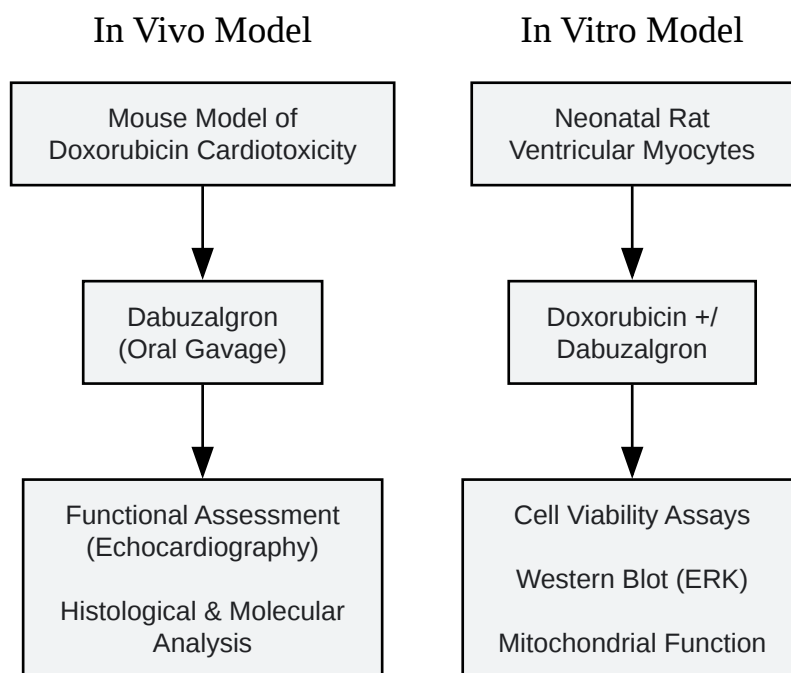 In Vivo Model
Mouse Model of
Doxorubicin Cardiotoxicity
Dabuzalgron
(Oral Gavage)
Functional Assessment
(Echocardiography)
Histological & Molecular
Analysis
In Vitro Model
Neonatal Rat
Ventricular Myocytes
Doxorubicin +/
Dabuzalgron
Cell Viability Assays
Western Blot (ERK)
Mitochondrial Function